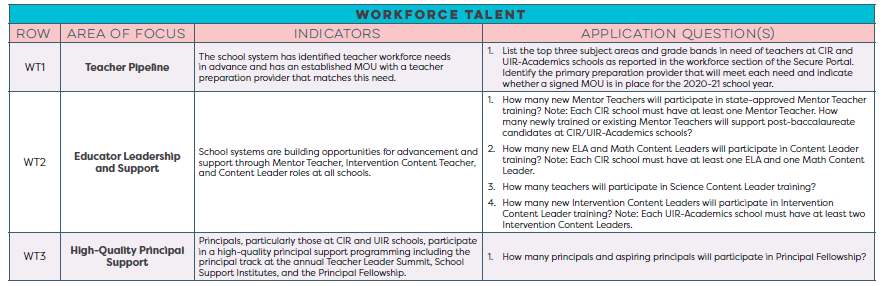 WORKFORCE TALENT
ROW AREA OF FOCUS INDICATORS APPLICATION QUESTION(S)
WT1
Teacher Pipeline
The school system has identified teacher workforce needs
in advance and has an established MOU with a teacher
preparation provider that matches this need.
1. List the top three subject areas and grade bands in need of teachers at CIR and
UIR-Academics schools as reported in the workforce section of the Secure Portal.
Identify the primary preparation provider that will meet each need and indicate
whether a signed MOU is in place for the 2020-21 school year.
WT2
Educator Leadership
and Support
School systems are building opportunities for advancement and
support through Mentor Teacher, Intervention Content Teacher,
and Content Leader roles at all schools.
1. How many new Mentor Teachers will participate in state-approved Mentor Teacher
training? Note: Each CIR school must have at least one Mentor Teacher. How
many newly trained or existing Mentor Teachers will support post-baccalaureate
candidates at CIR/UIR-Academics schools?
2. How many new ELA and Math Content Leaders will participate in Content Leader
training? Note: Each CIR school must have at least one ELA and one Math Content
Leader.
3. How many teachers will participate in Science Content Leader training?
4. How many new Intervention Content Leaders will participate in Intervention
Content Leader training? Note: Each UIR-Academics school must have at least two
Intervention Content Leaders.
WT3
High-Quality Principal
Support
Principals, particularly those at CIR and UIR schools, participate
in a high-quality principal support programming including the
principal track at the annual Teacher Leader Summit, School
Support Institutes, and the Principal Fellowship.
1. How many principals and aspiring principals will participate in Principal Fellowship?